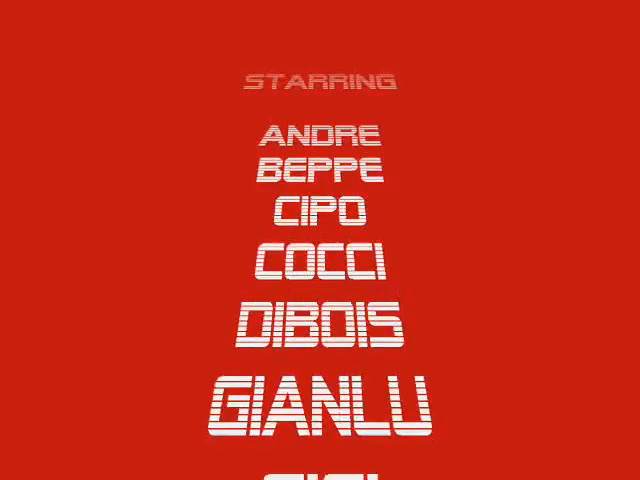 STARRING
ANDRE
BEPPE
CIPO
COCCI
DIBOIS
GIANLU